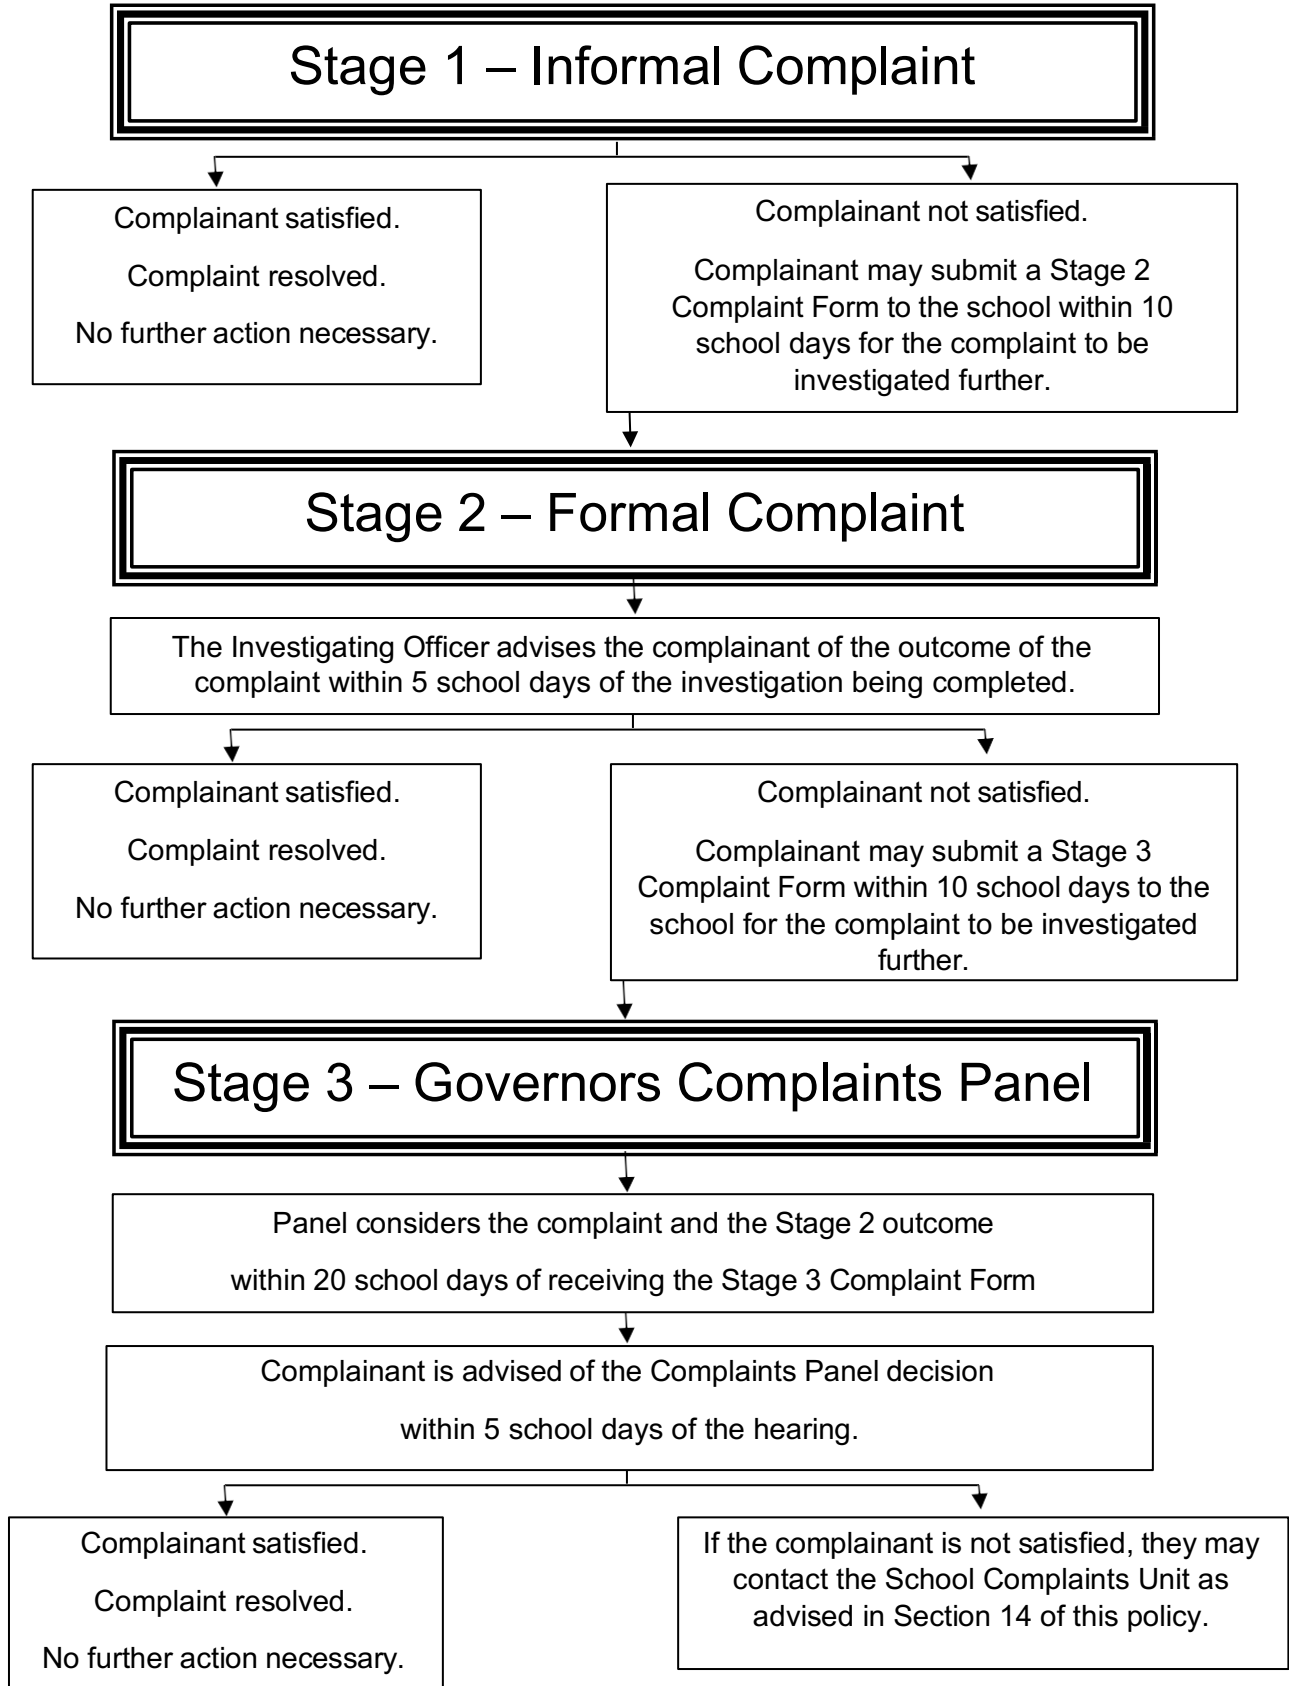 Stage 1 – Informal Complaint
Complainant satisfied.
Complaint resolved.
No further action necessary.
Complainant not satisfied.
Complainant may submit a Stage 2
Complaint Form to the school within 10
school days for the complaint to be
investigated further.
Stage 2 – Formal Complaint
The Investigating Officer advises the complainant of the outcome of the
complaint within 5 school days of the investigation being completed.
Complainant satisfied.
Complaint resolved.
No further action necessary.
Complainant not satisfied.
Complainant may submit a Stage 3
Complaint Form within 10 school days to the
school for the complaint to be investigated
further.
Stage 3 – Governors Complaints Panel
Panel considers the complaint and the Stage 2 outcome
within 20 school days of receiving the Stage 3 Complaint Form
Complainant is advised of the Complaints Panel decision
within 5 school days of the hearing.
Complainant satisfied.
Complaint resolved.
No further action necessary.
If the complainant is not satisfied, they may
contact the School Complaints Unit as
advised in Section 14 of this policy.